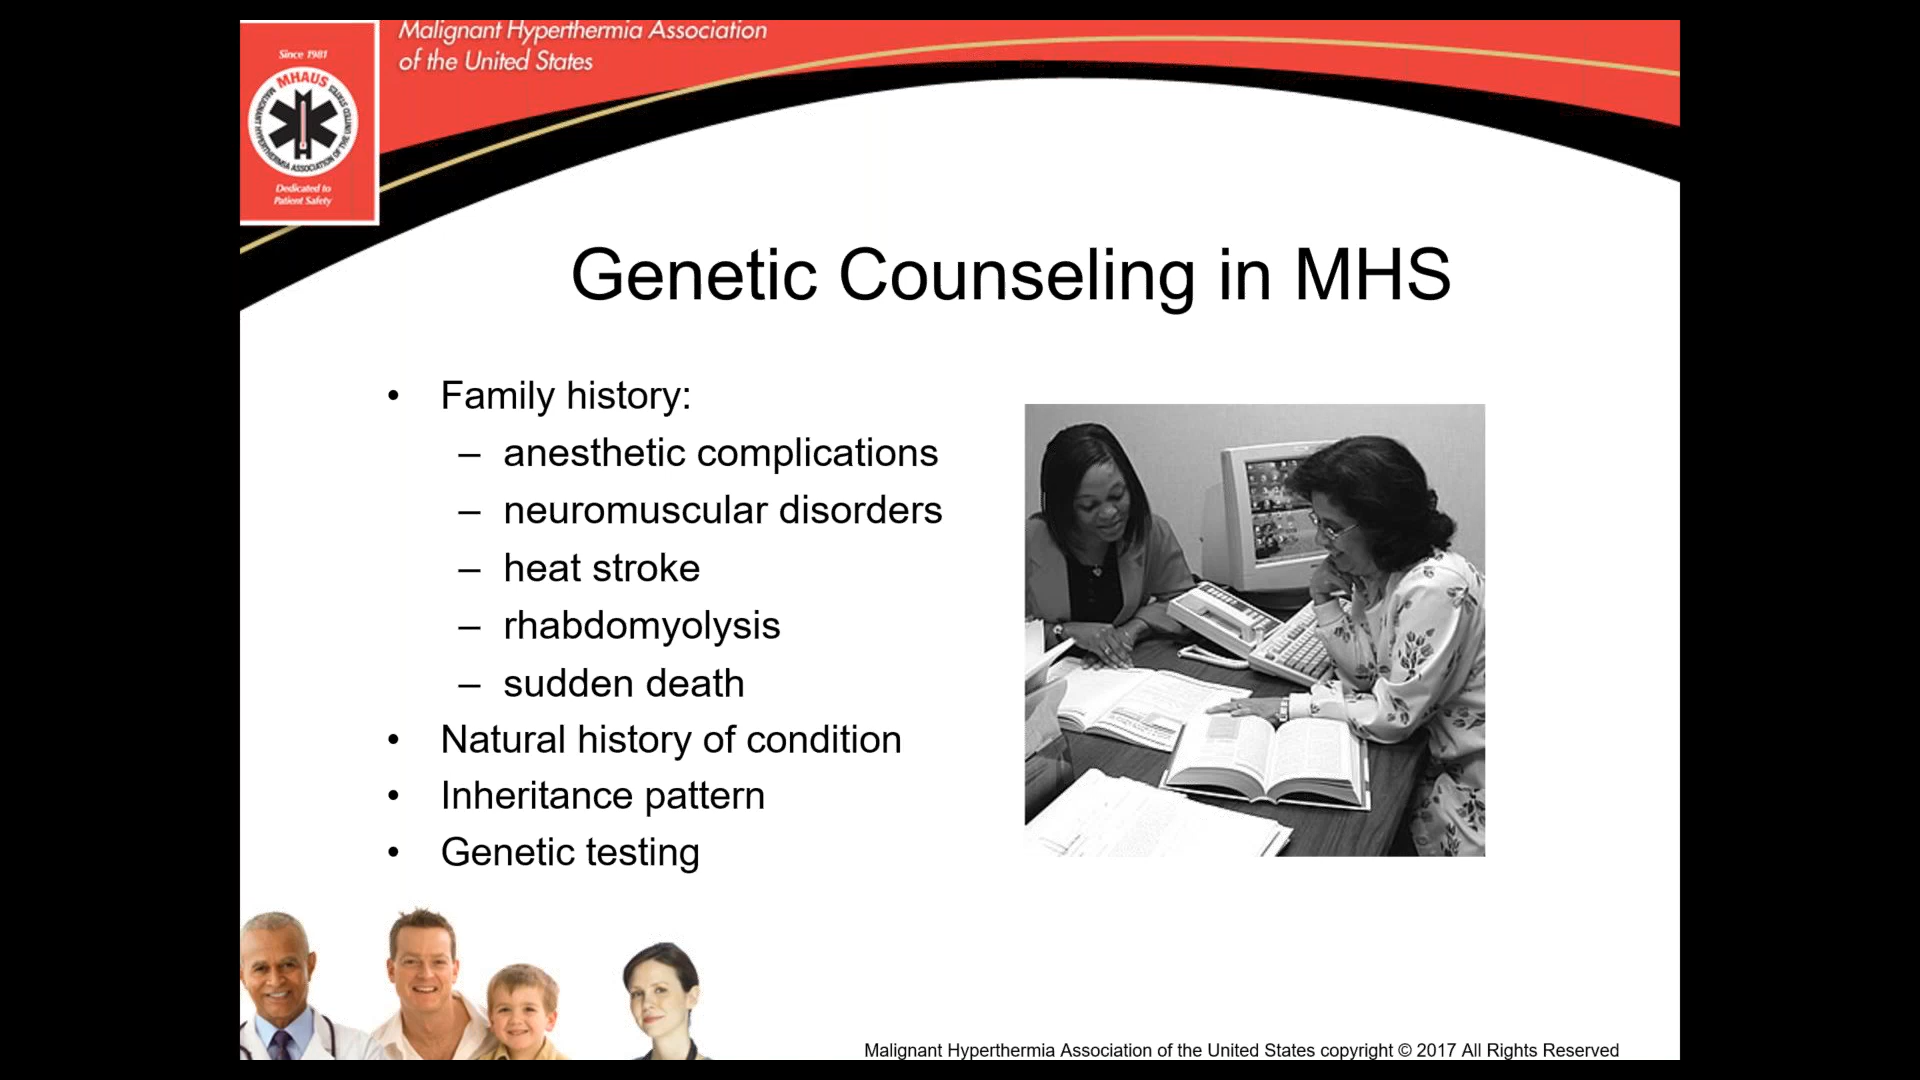 Malignant Hyperthermia Association
of the United States
Since 1981
MHAUS
MALIGNANT HYPERTHERMIA ASSOCIATION OF THE UNITED STATES
Dedicated to
Patient Safety
Genetic Counseling in MHS
• Family history:
– anesthetic complications
– neuromuscular disorders
– heat stroke
– rhabdomyolysis
– sudden death
• Natural history of condition
• Inheritance pattern
• Genetic testing
Malignant Hyperthermia Association of the United States copyright © 2017 All Rights Reserved